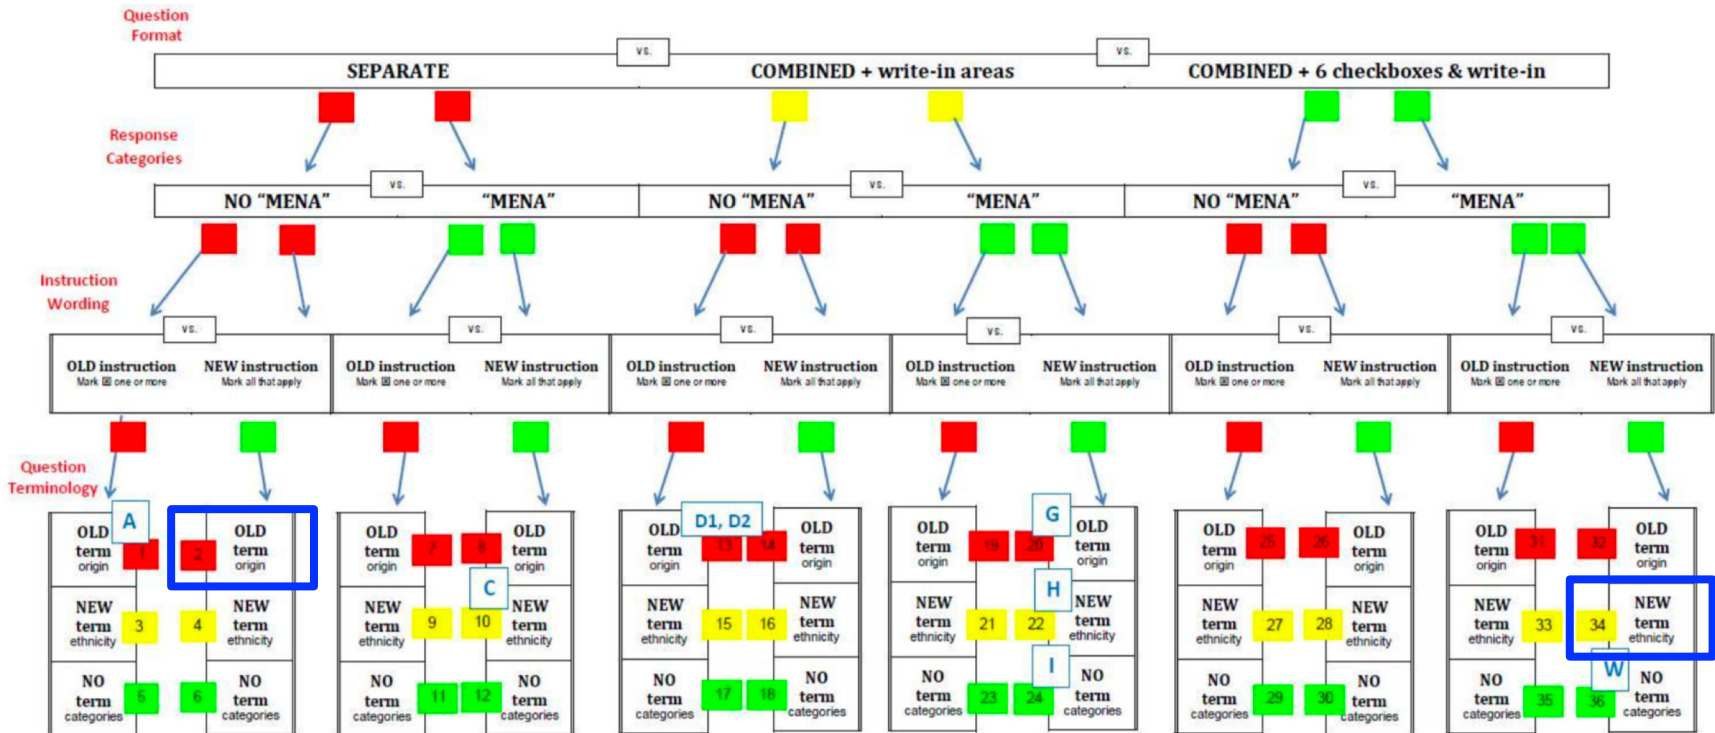 Question
Format
vs.
vs.
SEPARATE
COMBINED + write-in areas
COMBINED + 6 checkboxes & write-in
Response
Categories
vs.
vs.
vs.
NO “MENA”
“MENA”
NO “MENA”
“MENA”
NO “MENA”
“MENA”
Instruction
Wording
vs.
vs.
vs.
vs.
vs.
vs.
OLD instruction
Mark ☒ one or more
NEW instruction
Mark all that apply
OLD instruction
Mark ☒ one or more
NEW instruction
Mark all that apply
OLD instruction
Mark ☒ one or more
NEW instruction
Mark all that apply
OLD instruction
Mark ☒ one or more
NEW instruction
Mark all that apply
OLD instruction
Mark ☒ one or more
NEW instruction
Mark all that apply
OLD instruction
Mark ☒ one or more
NEW instruction
Mark all that apply
Question
Terminology
A
OLD
term
origin
1
2
OLD
term
origin
NEW
term
ethnicity
3
4
NEW
term
ethnicity
NO
term
categories
5
6
NO
term
categories
OLD
term
origin
7
8
OLD
term
origin
C
NEW
term
ethnicity
9
10
NEW
term
ethnicity
NO
term
categories
11
12
NO
term
categories
D1, D2
OLD
term
origin
13
14
OLD
term
origin
NEW
term
ethnicity
15
16
NEW
term
ethnicity
NO
term
categories
17
18
NO
term
categories
G
OLD
term
origin
19
20
OLD
term
origin
H
NEW
term
ethnicity
21
22
NEW
term
ethnicity
I
NO
term
categories
23
24
NO
term
categories
OLD
term
origin
25
26
OLD
term
origin
NEW
term
ethnicity
27
28
NEW
term
ethnicity
NO
term
categories
29
30
NO
term
categories
OLD
term
origin
31
32
OLD
term
origin
NEW
term
ethnicity
33
34
NEW
term
ethnicity
W
NO
term
categories
35
36
NO
term
categories